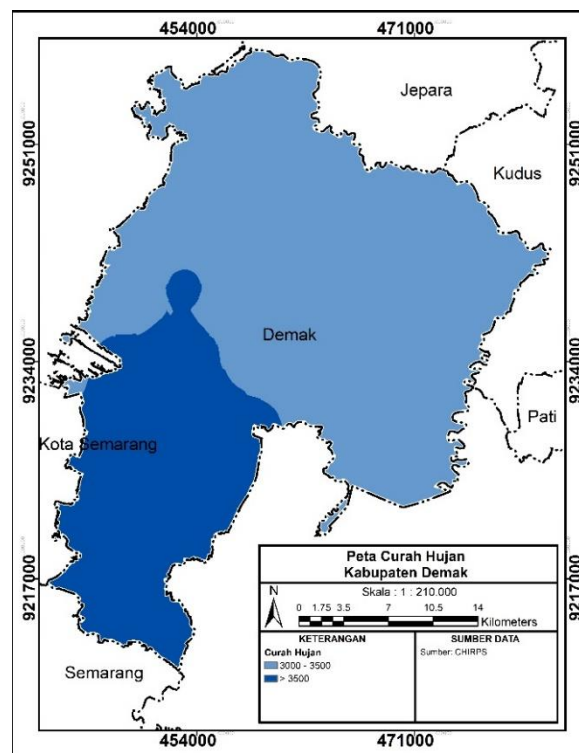 454000
471000
Jepara
9251000
9251000
Kudus
Demak
9234000
9234000
Pati
Kota Semarang
9217000
9217000
Peta Curah Hujan
Kabupaten Demak
Skala : 1 : 210.000
N
0 1.75 3.5 7 10.5 14
Kilometers
KETERANGAN
Curah Hujan
3000 - 3500
> 3500
SUMBER DATA
Sumber: CHIRPS
Semarang
454000
471000